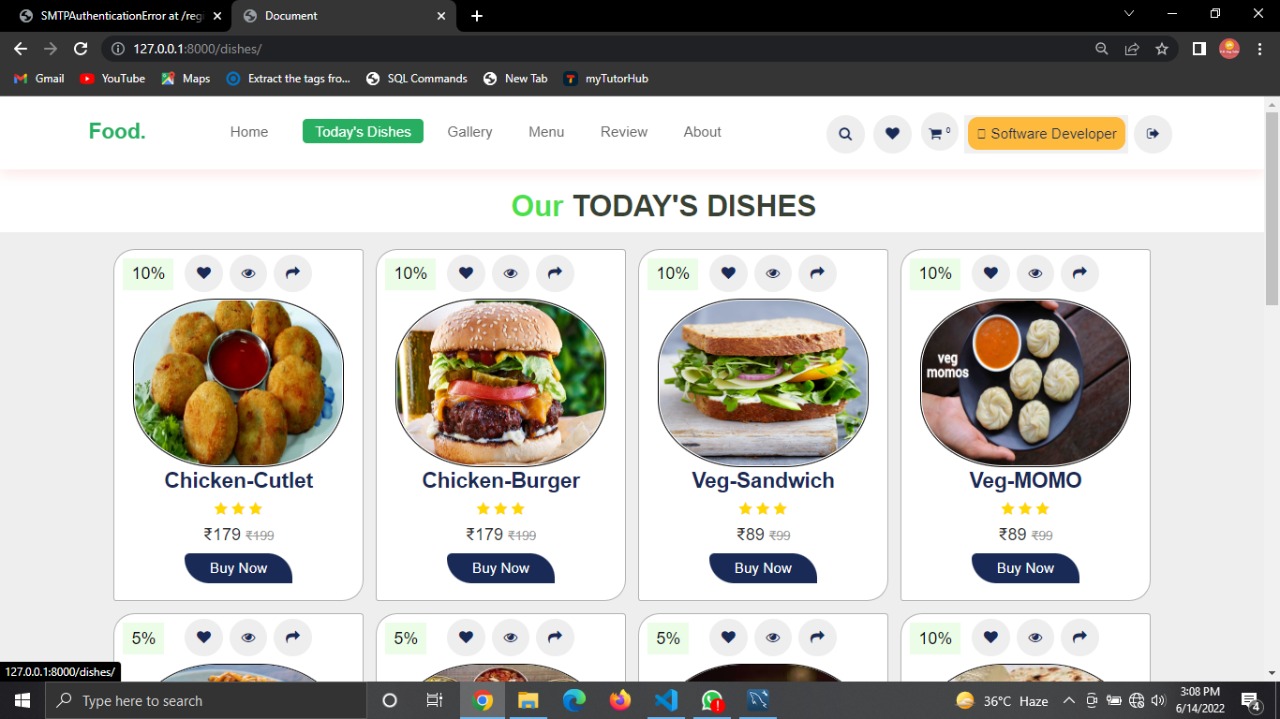 SMTPAuthenticationError at /reg
Document
127.0.0.1:8000/dishes/
Gmail YouTube Maps Extract the tags fro... SQL Commands New Tab myTutorHub
Food. Home Today's Dishes Gallery Menu Review About 0 Software Developer
Our TODAY'S DISHES
10% 10% 10% 10%
veg
momos
Chicken-Cutlet Chicken-Burger Veg-Sandwich Veg-MOMO
₹179 ₹199 ₹179 ₹199 ₹89 ₹99 ₹89 ₹99
Buy Now Buy Now Buy Now Buy Now
5% 5% 5% 10%
127.0.0.1:8000/dishes/
Type here to search
36°C Haze
3:08 PM
6/14/2022
4